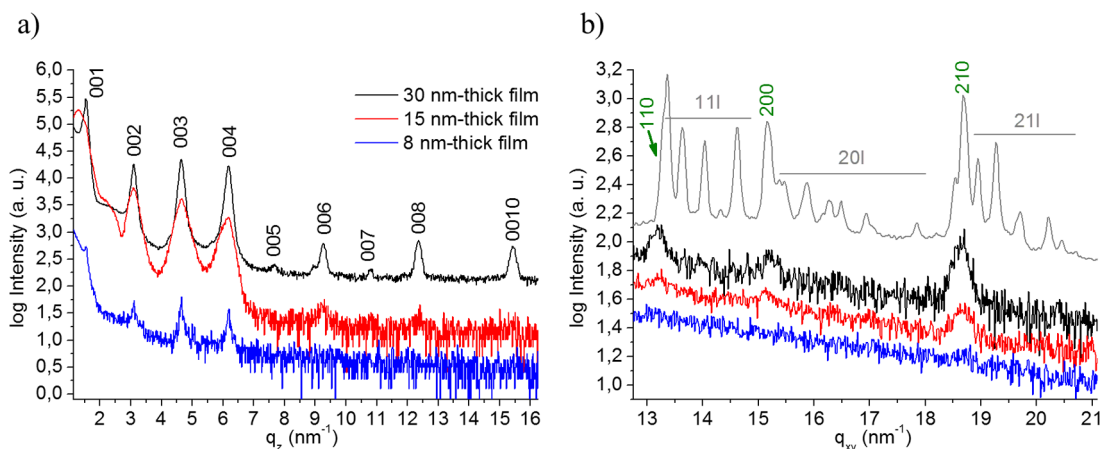 a)
b)
6,0
5,5
5,0
4,5
4,0
3,5
3,0
2,5
2,0
1,5
1,0
0,5
0,0
log Intensity (a. u.)
001
002
003
004
005
006
007
008
0010
30 nm-thick film
15 nm-thick film
8 nm-thick film
2 3 4 5 6 7 8 9 10 11 12 13 14 15 16
q_z (nm⁻¹)
3,2
3,0
2,8
2,6
2,4
2,2
2,0
1,8
1,6
1,4
1,2
1,0
log Intensity (a. u.)
110
11l
200
20l
210
21l
13 14 15 16 17 18 19 20 21
q_xy (nm⁻¹)